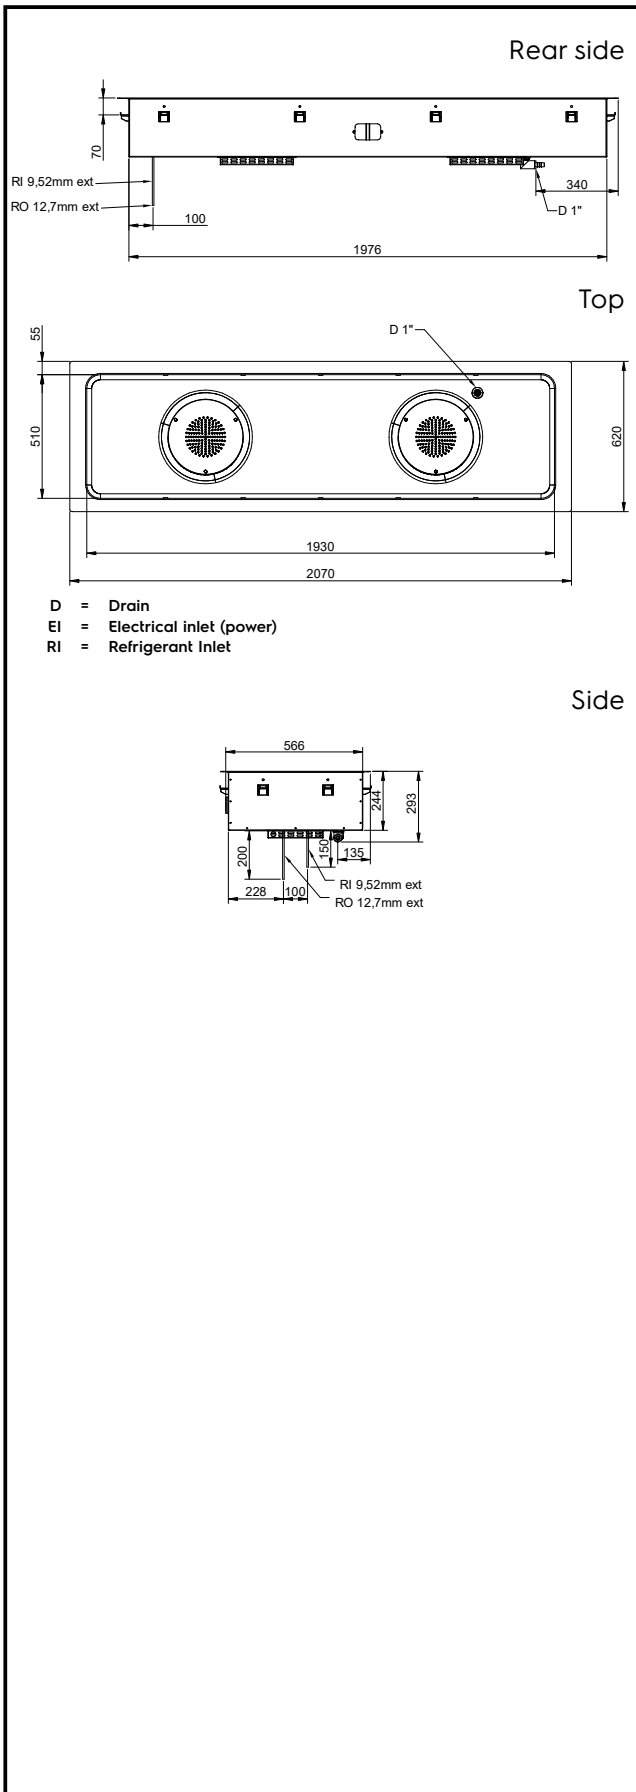 Rear side
70
RI 9,52mm ext
RO 12,7mm ext
100
340
D 1"
1976
Top
55
D 1"
510
620
1930
2070
D = Drain
EI = Electrical inlet (power)
RI = Refrigerant Inlet
Side
566
244
293
200
150
135
228
100
RI 9,52mm ext
RO 12,7mm ext